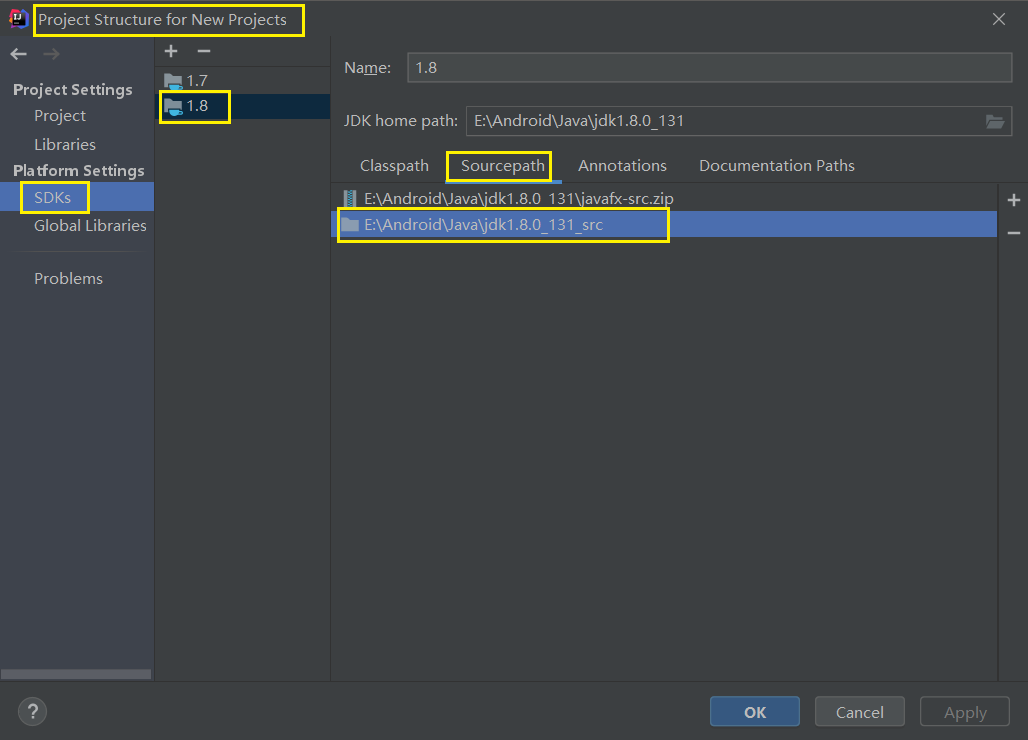 Project Structure for New Projects
Project Settings
Project
Libraries
Platform Settings
SDKs
Global Libraries
Problems
1.7
1.8
Name: 1.8
JDK home path: E:\Android\Java\jdk1.8.0_131
Classpath Sourcepath Annotations Documentation Paths
E:\Android\Java\jdk1.8.0_131\javafx-src.zip
E:\Android\Java\jdk1.8.0_131_src
? OK Cancel Apply